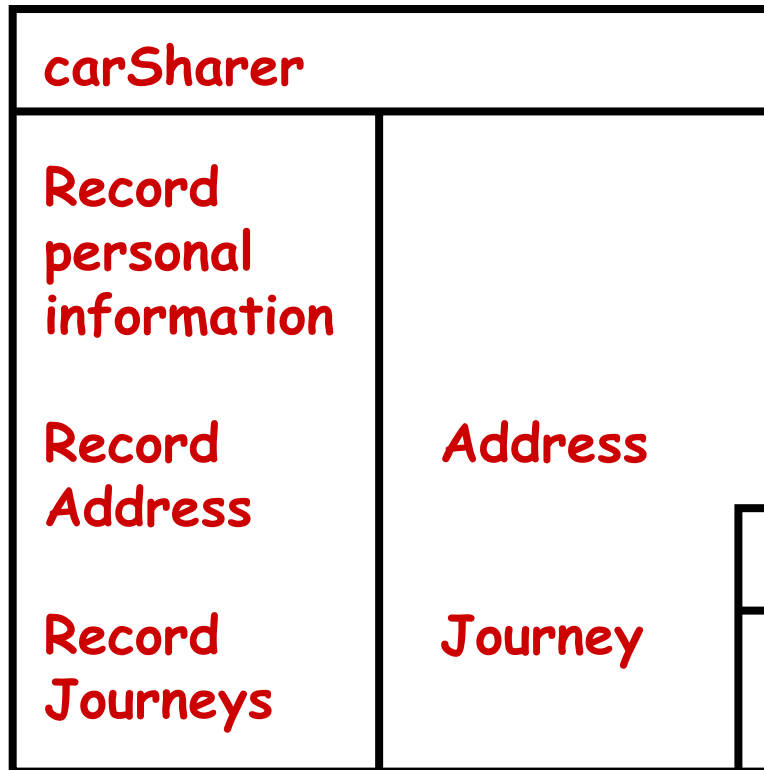 carSharer
Record
personal
information
Record
Address
Address
Record
Journey
Journeys